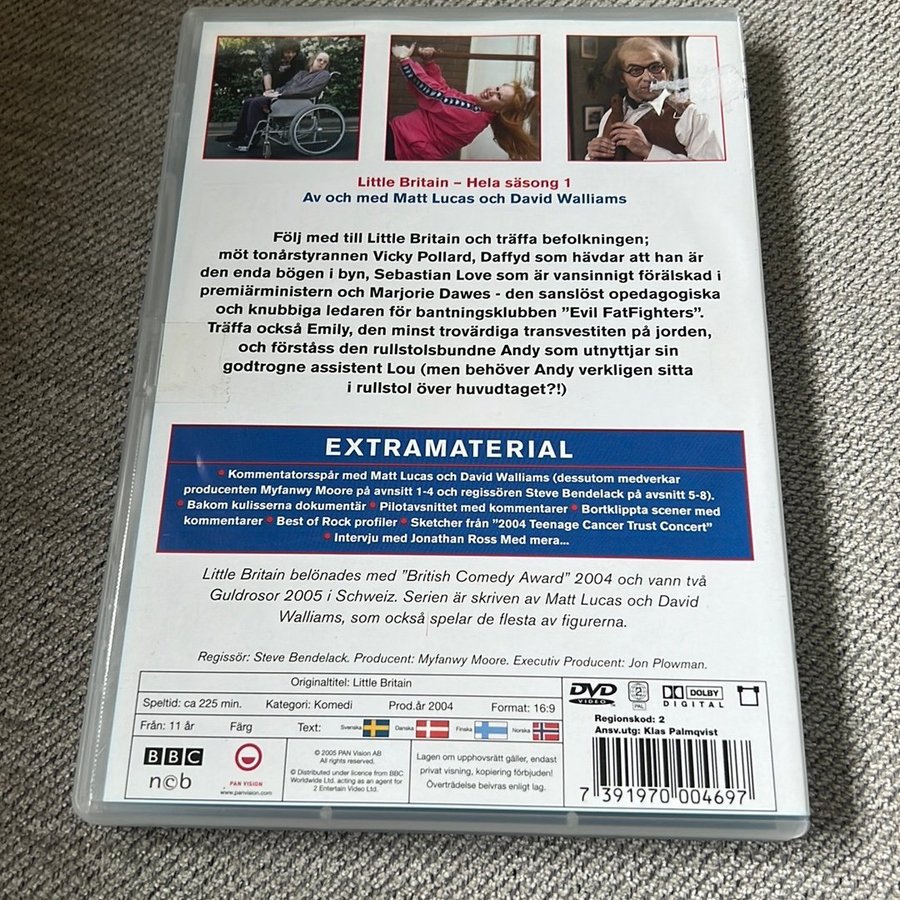 Little Britain – Hela säsong 1
Av och med Matt Lucas och David Walliams
Följ med till Little Britain och träffa befolkningen;
möt tonårstyrannen Vicky Pollard, Daffyd som hävdar att han är
den enda bögen i byn, Sebastian Love som är vansinnigt förälskad i
premiärministern och Marjorie Dawes - den sanslöst opedagogiska
och knubbiga ledaren för bantningsklubben ”Evil FatFighters”.
Träffa också Emily, den minst trovärdiga transvestiten på jorden,
och förståss den rullstolsbundne Andy som utnyttjar sin
godtrogne assistent Lou (men behöver Andy verkligen sitta
i rullstol över huvudtaget?!)
EXTRAMATERIAL
• Kommentatorsspår med Matt Lucas och David Walliams (dessutom medverkar
producenten Myfanwy Moore på avsnitt 1-4 och regissören Steve Bendelack på avsnitt 5-8).
• Bakom kulisserna dokumentär • Pilotavsnittet med kommentarer • Bortklippta scener med
kommentarer • Best of Rock profiler • Sketcher från ”2004 Teenage Cancer Trust Concert”
• Intervju med Jonathan Ross Med mera...
Little Britain belönades med ”British Comedy Award” 2004 och vann två
Guldrosor 2005 i Schweiz. Serien är skriven av Matt Lucas och David
Walliams, som också spelar de flesta av figurerna.
Regissör: Steve Bendelack. Producent: Myfanwy Moore. Executiv Producent: Jon Plowman.
Originaltitel: Little Britain
Speltid: ca 225 min. Kategori: Komedi Prod.år 2004 Format: 16:9
Från: 11 år Färg Text: Svenska Danska Finska Norska
DVD VIDEO 2 PAL DOLBY DIGITAL
Regionskod: 2
Ansv.utg: Klas Palmqvist
BBC
ncb
PAN VISION
www.panvision.com
© 2005 PAN Vision AB
All rights reserved.
© Distributed under licence from BBC
Worldwide Ltd. acting as an agent for
2 Entertain Video Ltd.
Lagen om upphovsrätt gäller, endast
privat visning, kopiering förbjuden!
Överträdelse beivras enligt lag.
7 391970 004697